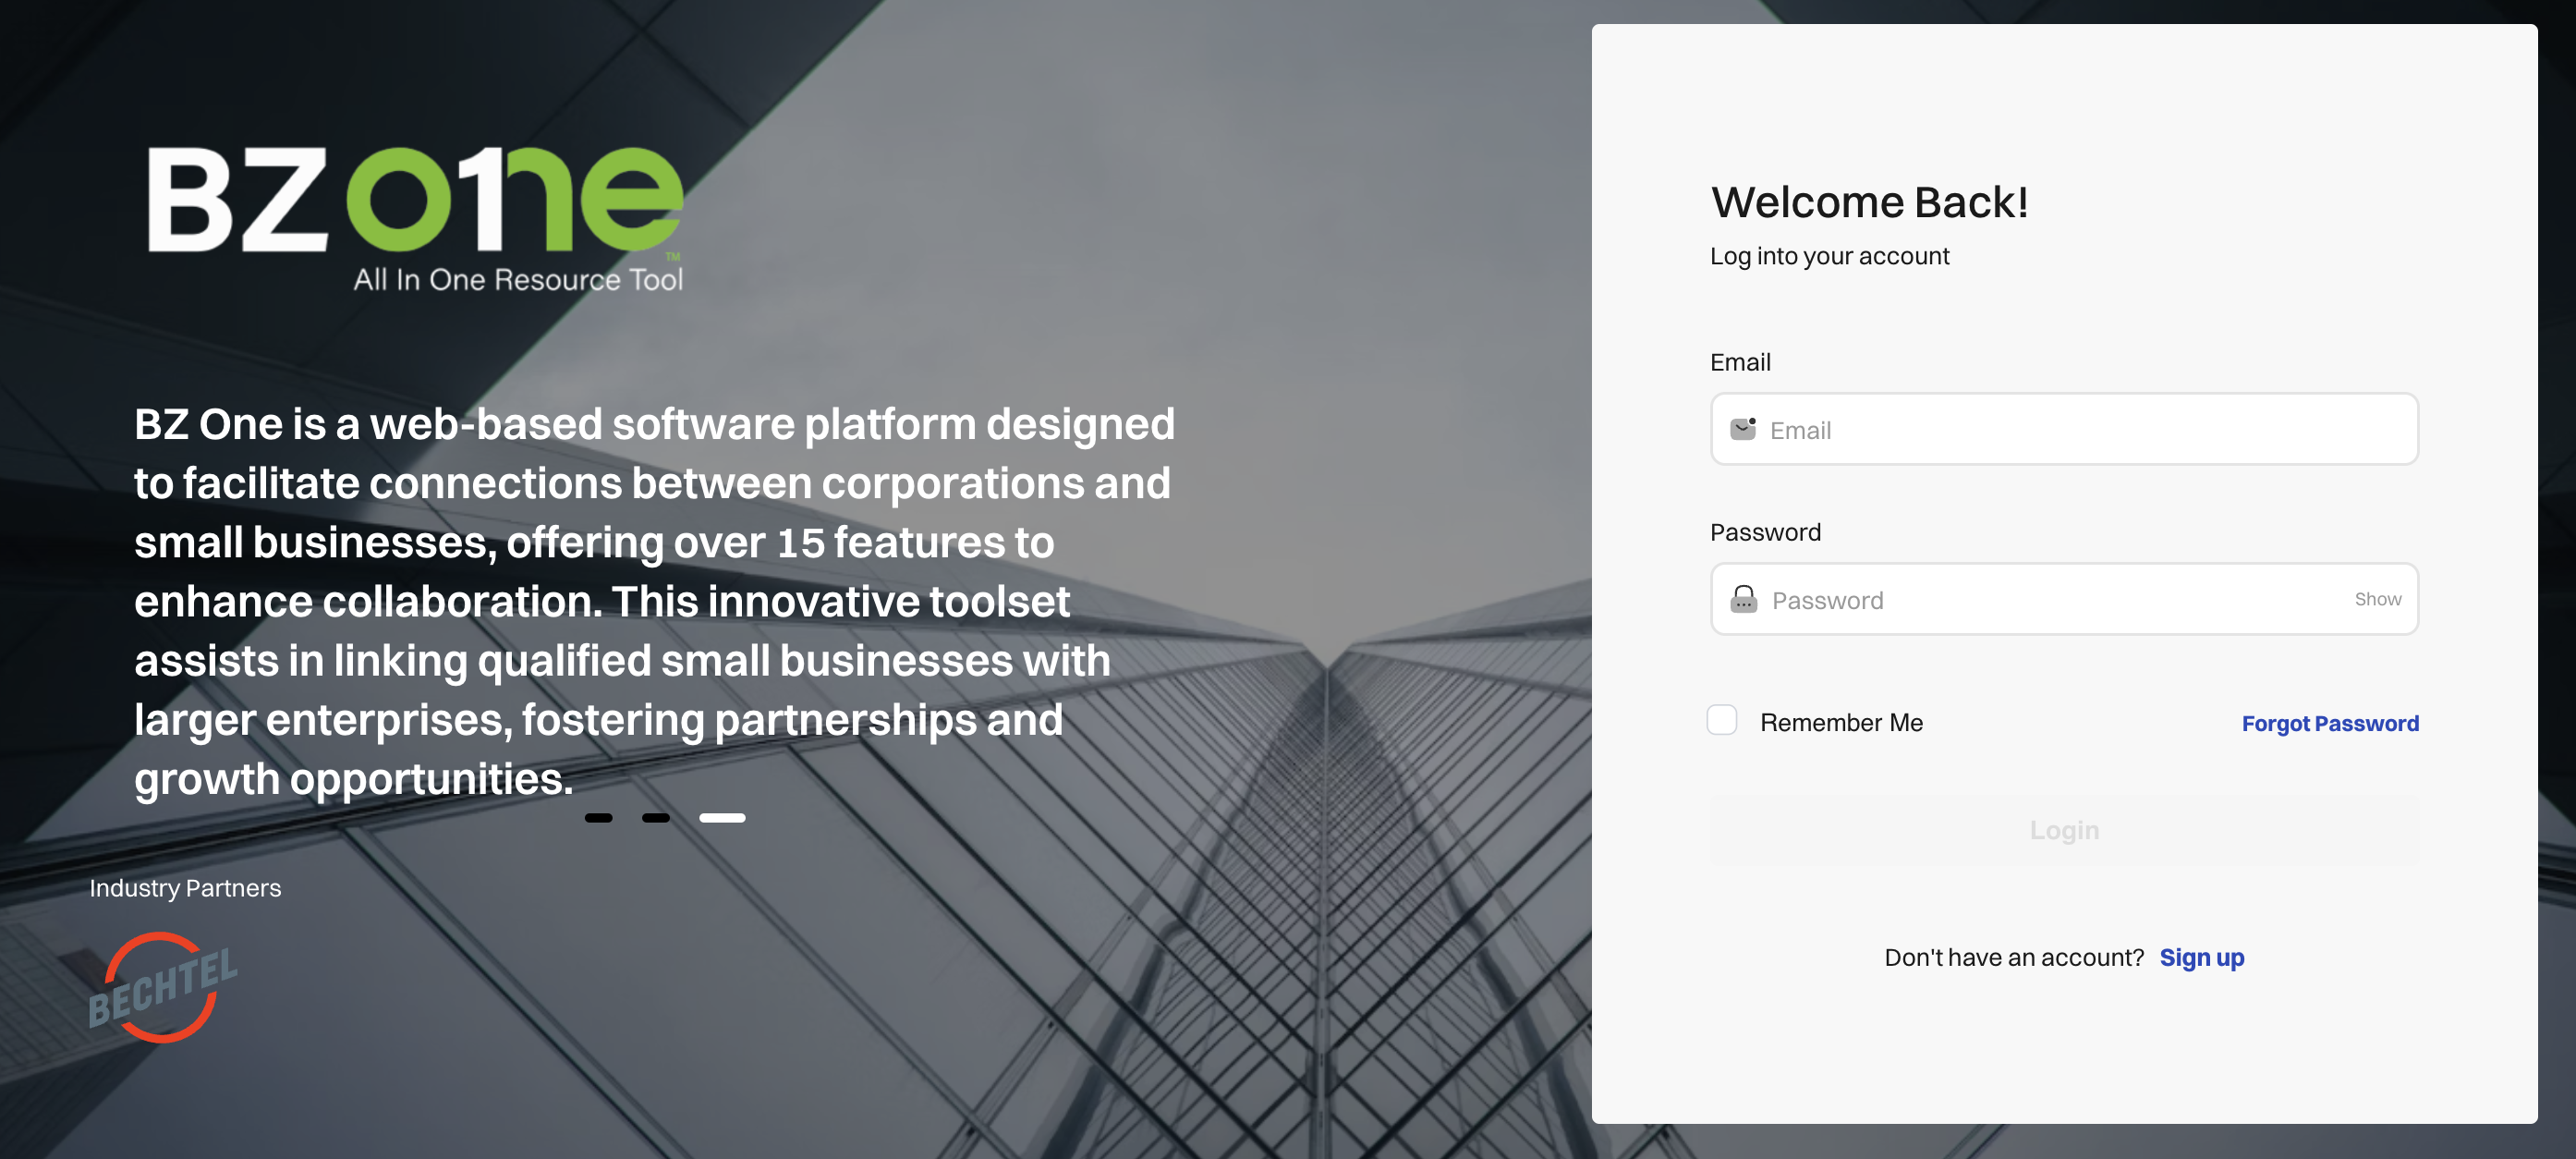 BZ One
TM
All In One Resource Tool
BZ One is a web-based software platform designed
to facilitate connections between corporations and
small businesses, offering over 15 features to
enhance collaboration. This innovative toolset
assists in linking qualified small businesses with
larger enterprises, fostering partnerships and
growth opportunities.
Industry Partners
BECHTEL
Welcome Back!
Log into your account
Email
Email
Password
Password
Show
Remember Me
Forgot Password
Login
Don't have an account? Sign up